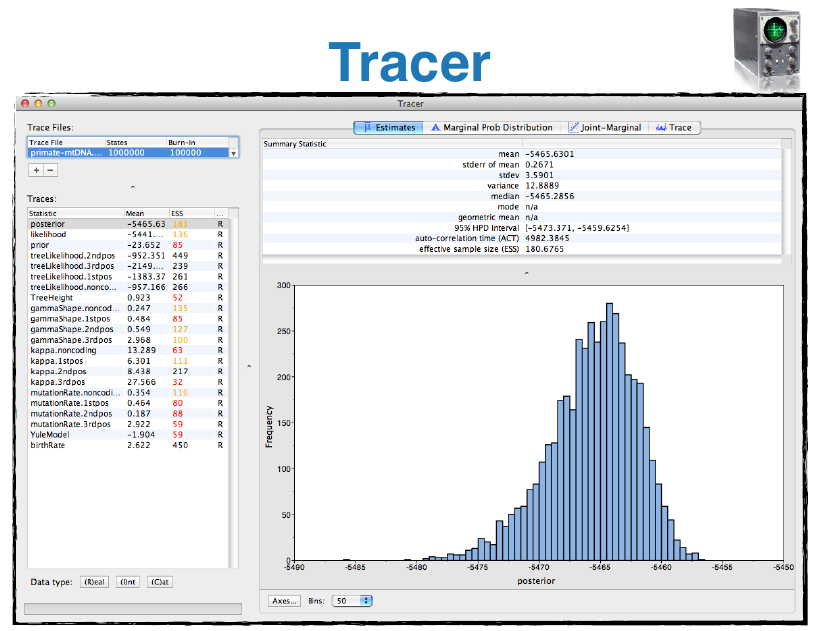 Tracer
Tracer
Trace Files:
Trace File States Burn-In
primate-mtDNA.... 1000000 100000
+ −
Traces:
Statistic Mean ESS ...
posterior -5465.63 181 R
likelihood -5441.... 136 R
prior -23.652 85 R
treeLikelihood.2ndpos -952.351 449 R
treeLikelihood.3rdpos -2149.... 239 R
treeLikelihood.1stpos -1383.37 261 R
treeLikelihood.nonco... -957.166 266 R
TreeHeight 0.923 52 R
gammaShape.noncod... 0.247 135 R
gammaShape.1stpos 0.484 85 R
gammaShape.2ndpos 0.549 127 R
gammaShape.3rdpos 2.968 100 R
kappa.noncoding 13.289 63 R
kappa.1stpos 6.301 111 R
kappa.2ndpos 8.438 217 R
kappa.3rdpos 27.566 32 R
mutationRate.noncodi... 0.354 110 R
mutationRate.1stpos 0.464 80 R
mutationRate.2ndpos 0.187 88 R
mutationRate.3rdpos 2.922 59 R
YuleModel -1.904 59 R
birthRate 2.622 450 R
Data type: (R)eal (I)nt (C)at
Estimates Marginal Prob Distribution Joint-Marginal Trace
Summary Statistic
mean -5465.6301
stderr of mean 0.2671
stdev 3.5901
variance 12.8889
median -5465.2856
mode n/a
geometric mean n/a
95% HPD Interval [-5473.371, -5459.6254]
auto-correlation time (ACT) 4982.3845
effective sample size (ESS) 180.6765
300
250
200
150
100
50
0
Frequency
-5490 -5485 -5480 -5475 -5470 -5465 -5460 -5455 -5450
posterior
Axes... Bins: 50